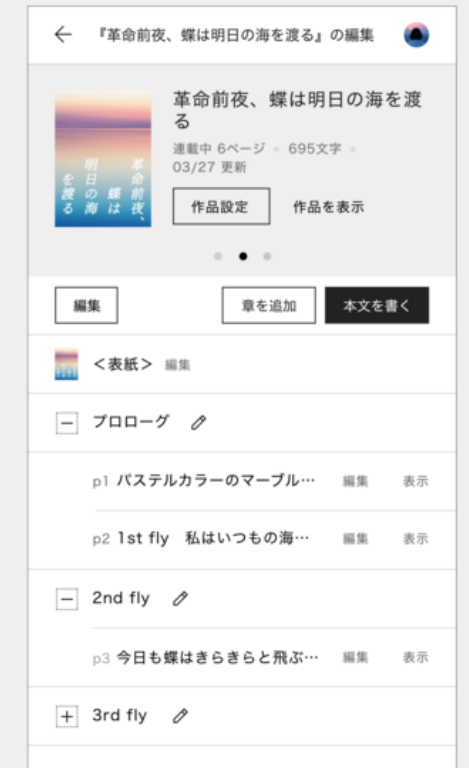 『革命前夜、蝶は明日の海を渡る』の編集
革命前夜、
蝶は
明日の海
を渡る
革命前夜、蝶は明日の海を渡
る
連載中 6ページ 695文字
03/27 更新
作品設定 作品を表示
編集 章を追加 本文を書く
<表紙> 編集
プロローグ
p1 パステルカラーのマーブル… 編集 表示
p2 1st fly 私はいつもの海… 編集 表示
2nd fly
p3 今日も蝶はきらきらと飛ぶ… 編集 表示
3rd fly